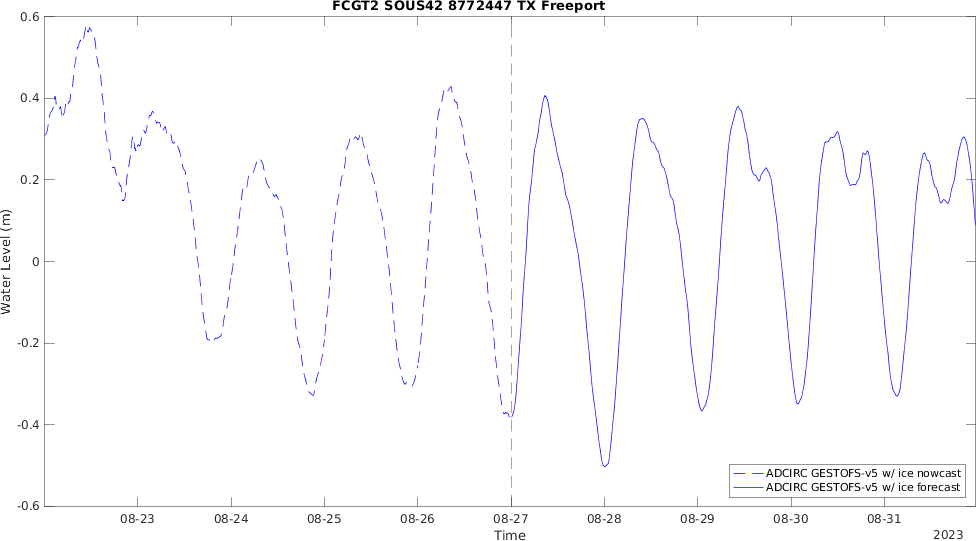 FCGT2 SOUS42 8772447 TX Freeport
0.6
0.4
0.2
0
-0.2
-0.4
-0.6
Water Level (m)
ADCIRC GESTOFS-v5 w/ ice nowcast
ADCIRC GESTOFS-v5 w/ ice forecast
08-23 08-24 08-25 08-26 08-27 08-28 08-29 08-30 08-31
Time
2023